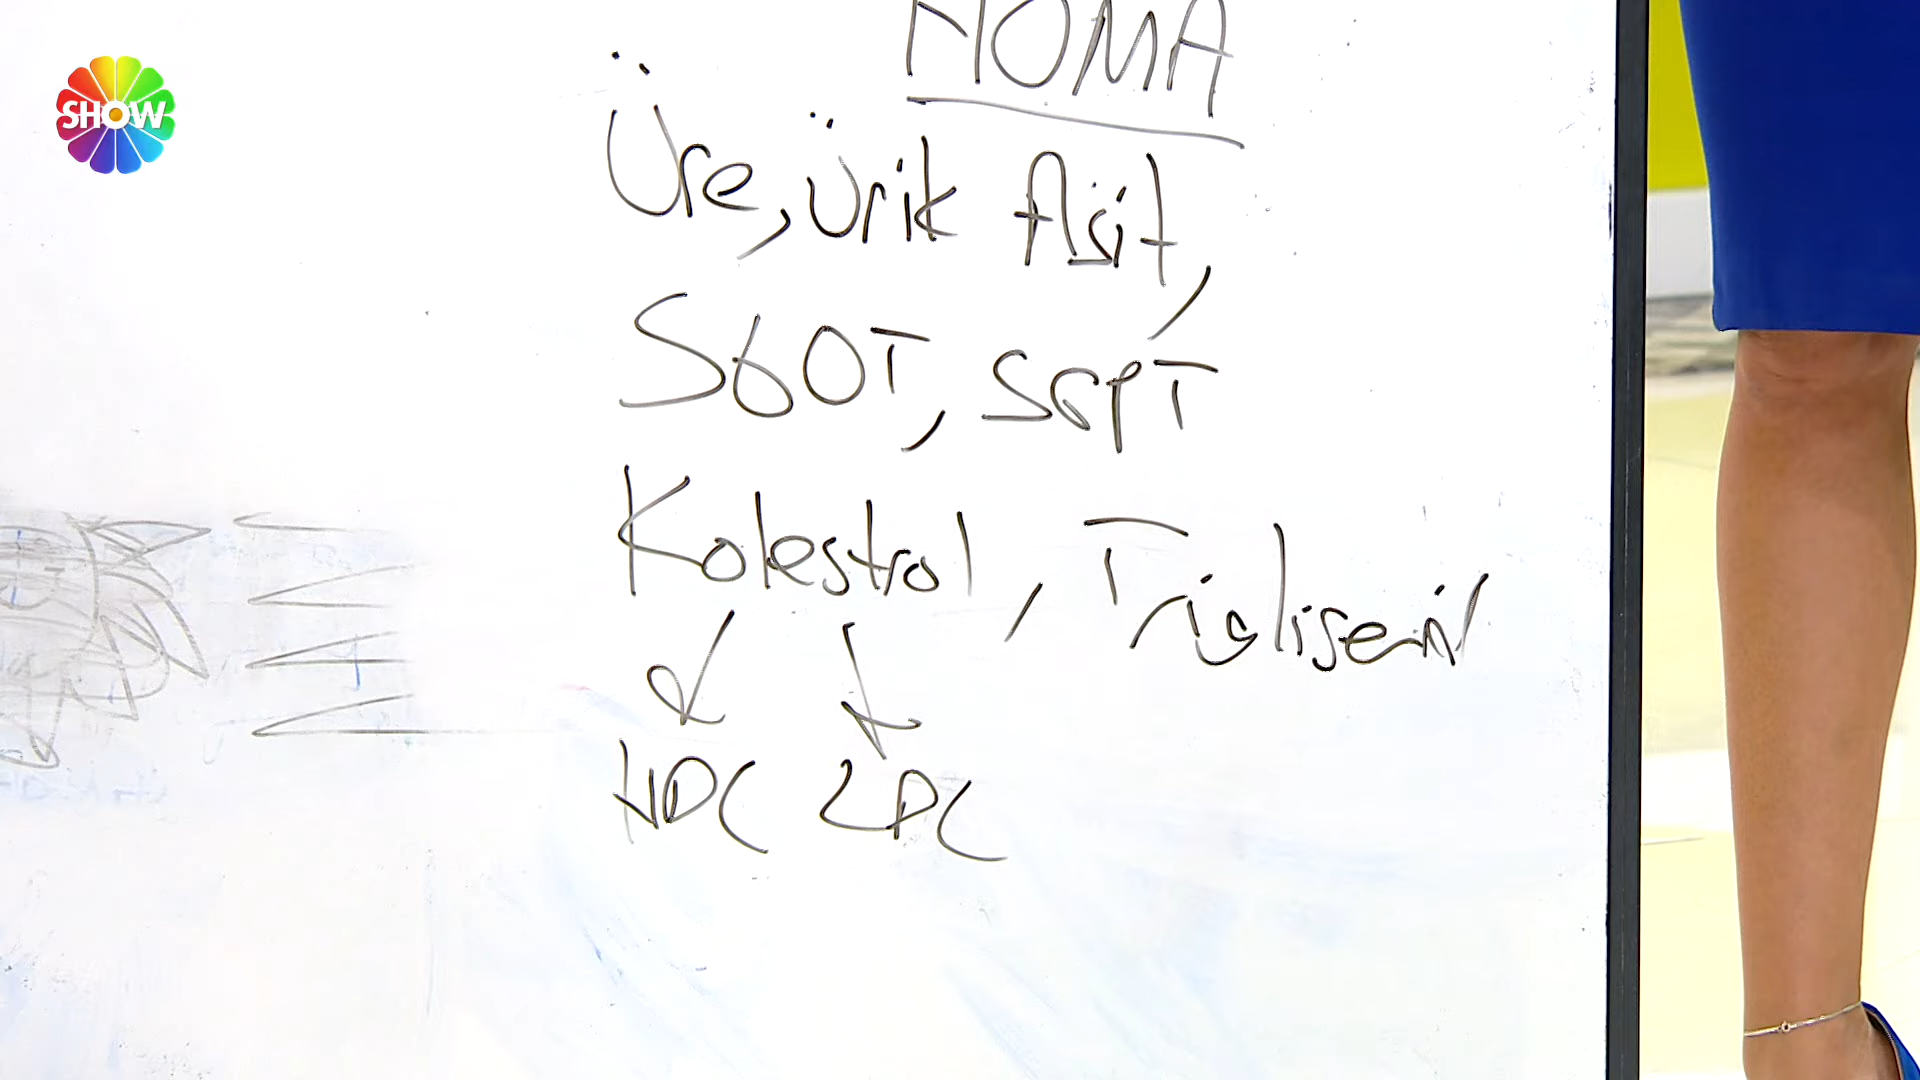 SHOW
HOMA
Üre, Ürik Asit,
SGOT, SGPT
Kolestrol, Trigliserid
HDL LDL